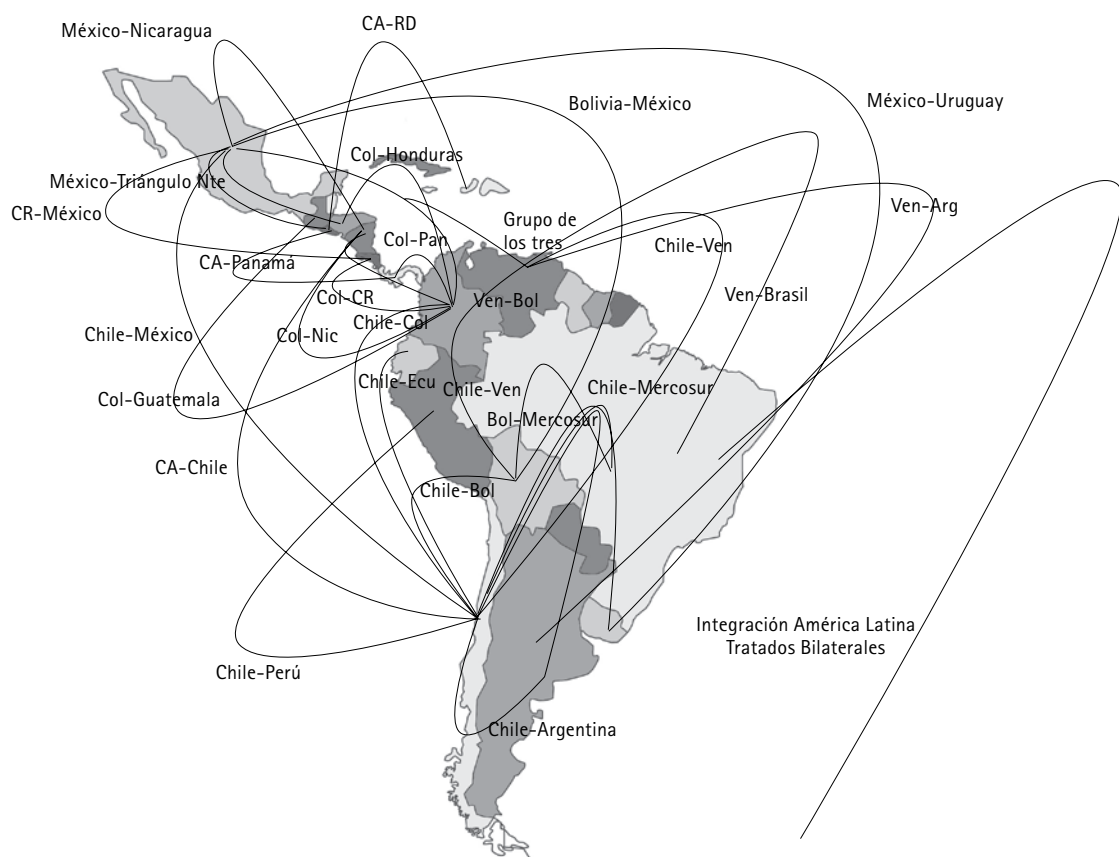 CA-RD
México-Nicaragua
Bolivia-México
México-Uruguay
Col-Honduras
México-Triángulo Nte
CR-México
Ven-Arg
Grupo de
los tres
Col-Pan
Chile-Ven
CA-Panamá
Ven-Brasil
Col-CR
Ven-Bol
Chile-Col
Chile-México
Col-Nic
Chile-Ecu
Chile-Ven
Chile-Mercosur
Col-Guatemala
Bol-Mercosur
CA-Chile
Chile-Bol
Integración América Latina
Tratados Bilaterales
Chile-Perú
Chile-Argentina